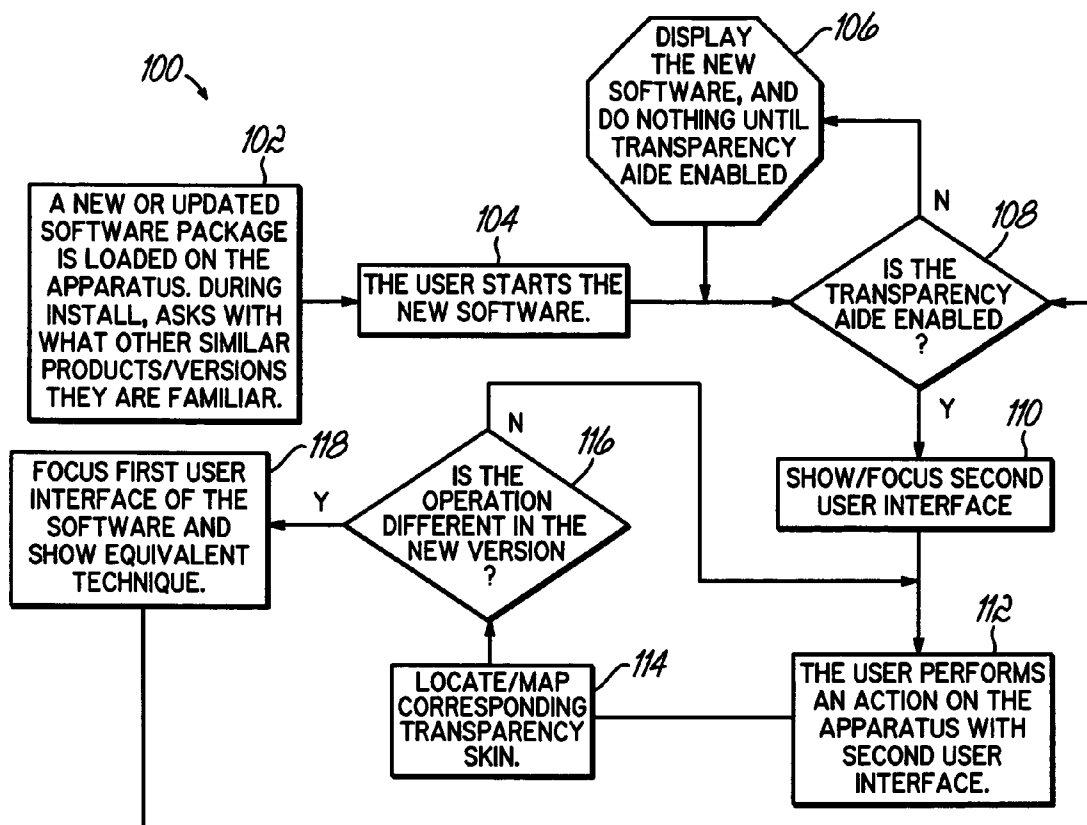 100
102
A NEW OR UPDATED
SOFTWARE PACKAGE
IS LOADED ON THE
APPARATUS. DURING
INSTALL, ASKS WITH
WHAT OTHER SIMILAR
PRODUCTS/VERSIONS
THEY ARE FAMILIAR.
104
THE USER STARTS THE
NEW SOFTWARE.
106
DISPLAY
THE NEW
SOFTWARE, AND
DO NOTHING UNTIL
TRANSPARENCY
AIDE ENABLED
N
108
IS THE
TRANSPARENCY
AIDE ENABLED
?
Y
110
SHOW/FOCUS SECOND
USER INTERFACE
112
THE USER PERFORMS
AN ACTION ON THE
APPARATUS WITH
SECOND USER
INTERFACE.
114
LOCATE/MAP
CORRESPONDING
TRANSPARENCY
SKIN.
116
IS THE
OPERATION
DIFFERENT IN THE
NEW VERSION
?
N
Y
118
FOCUS FIRST USER
INTERFACE OF THE
SOFTWARE AND
SHOW EQUIVALENT
TECHNIQUE.